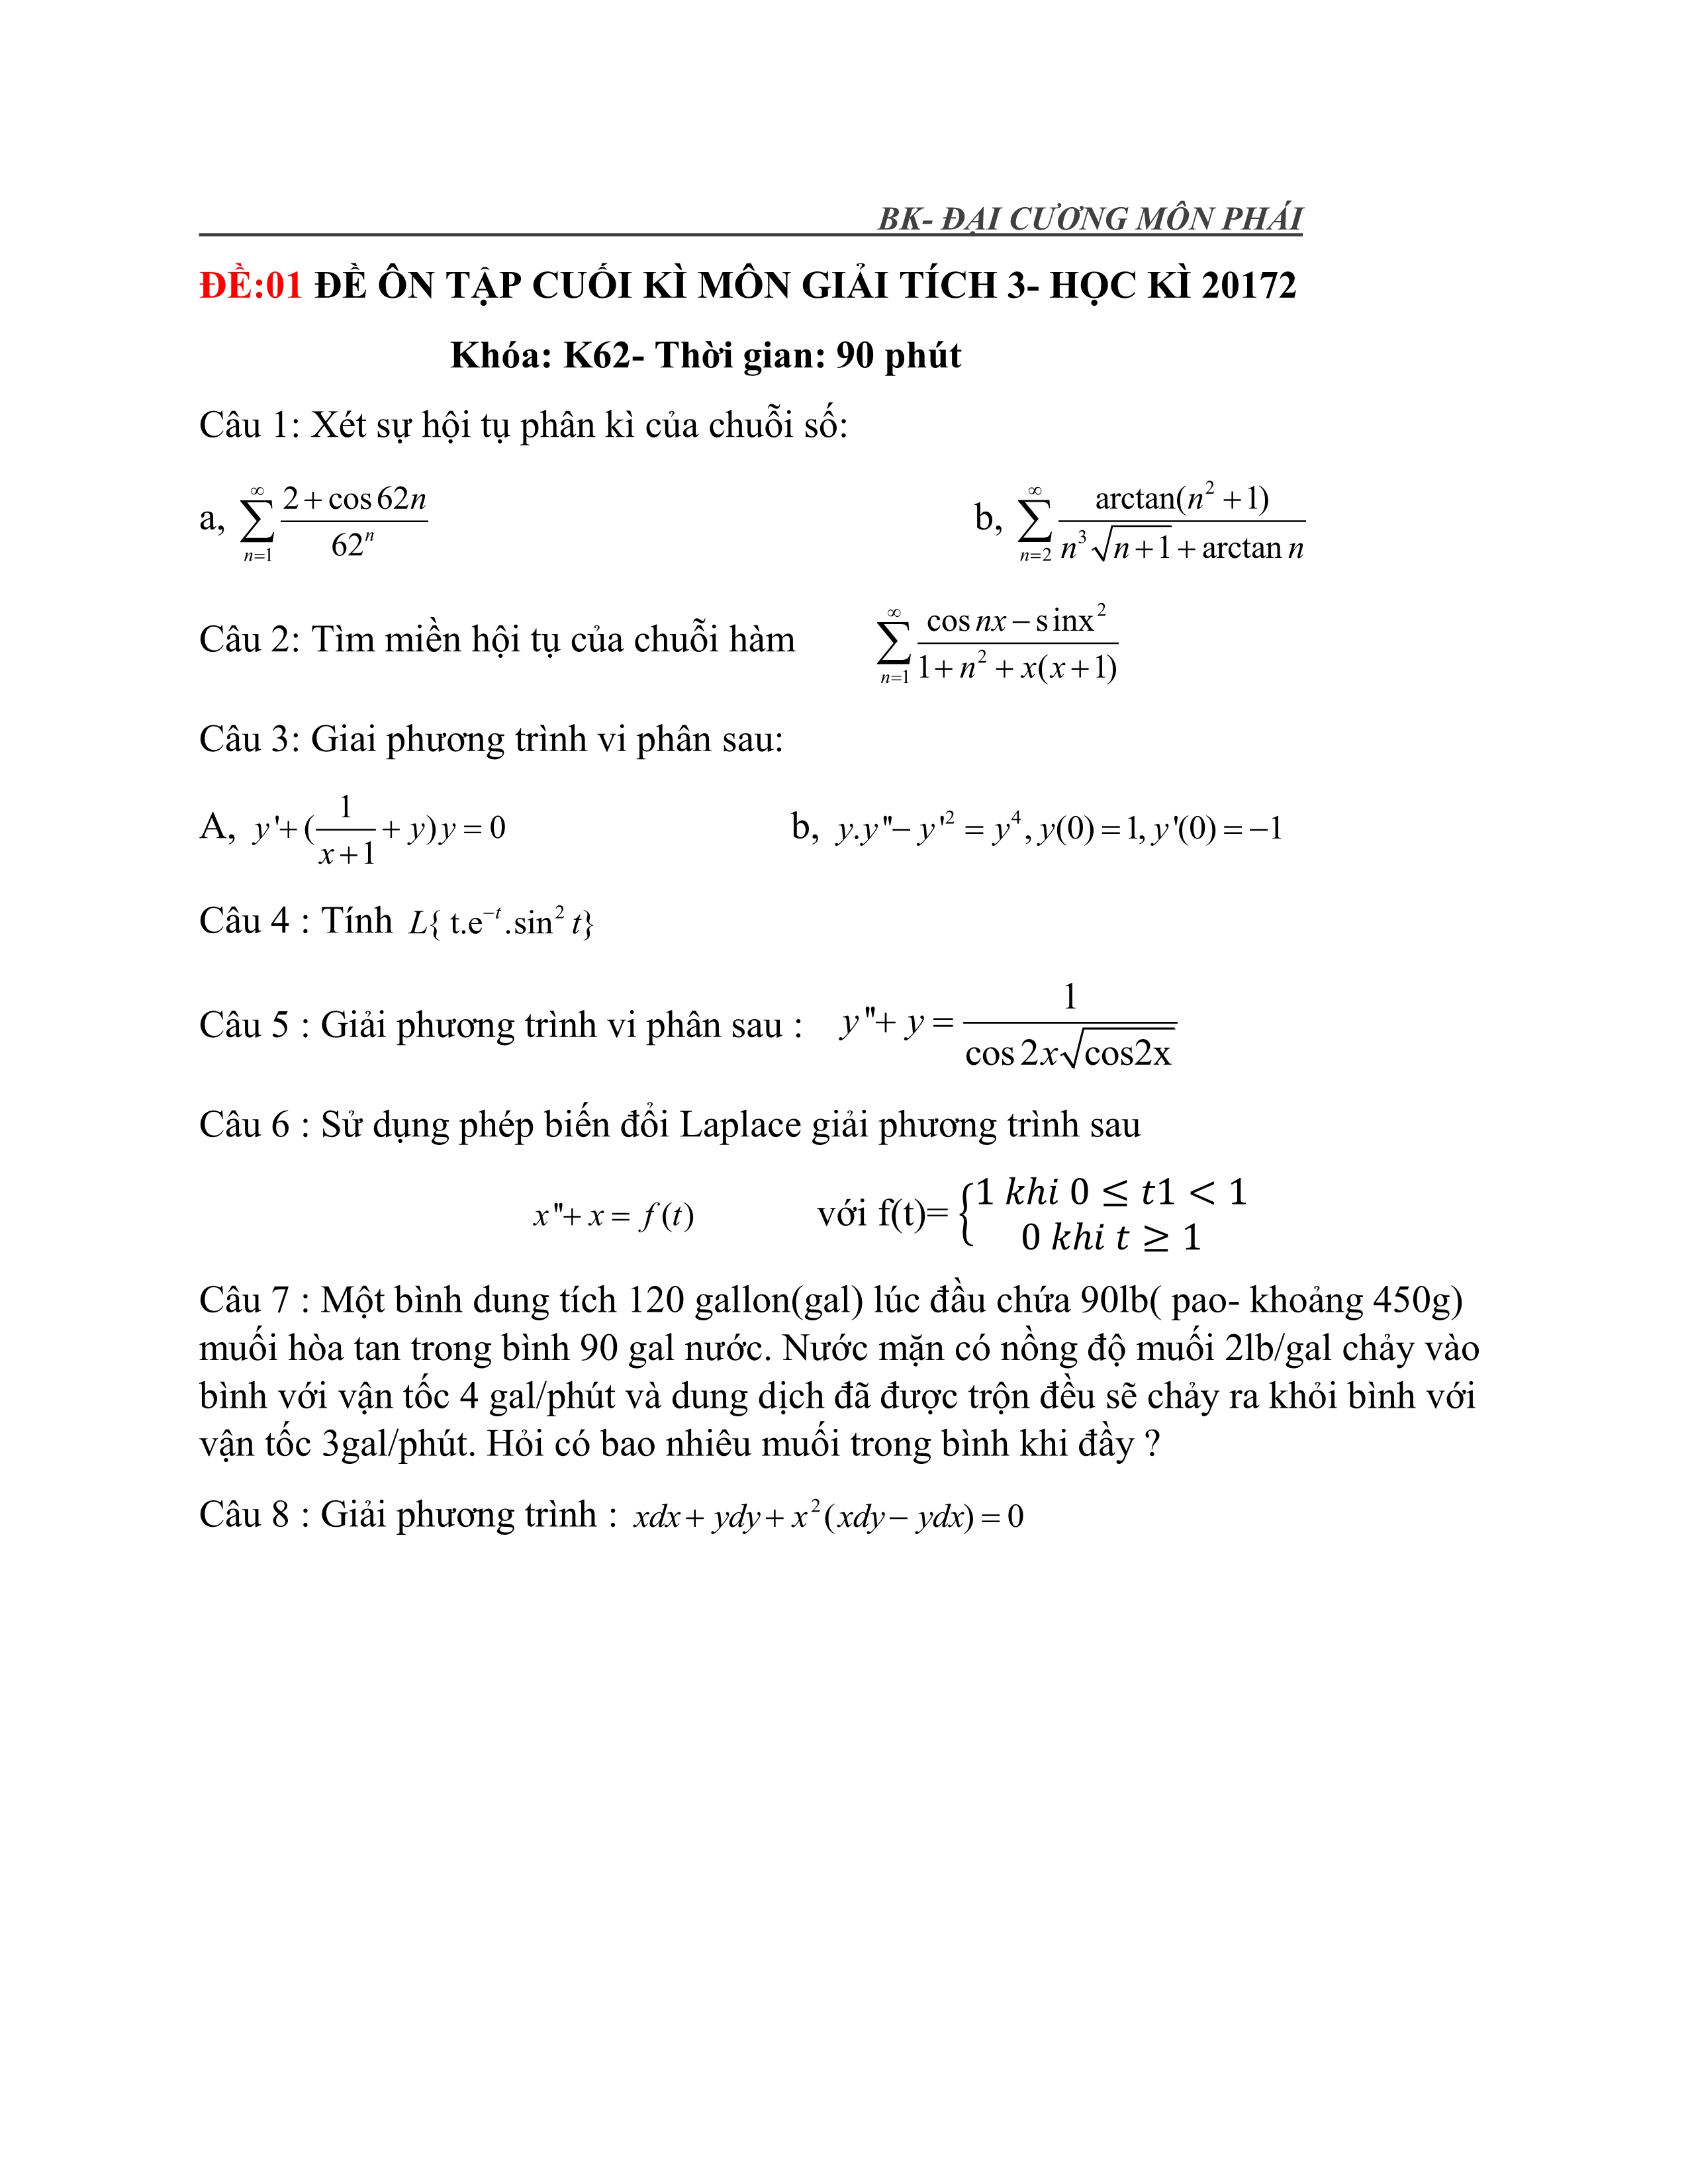 BK- ĐẠI CƯƠNG MÔN PHÁI
ĐỀ:01 ĐỀ ÔN TẬP CUỐI KÌ MÔN GIẢI TÍCH 3- HỌC KÌ 20172
Khóa: K62- Thời gian: 90 phút
Câu 1: Xét sự hội tụ phân kì của chuỗi số:
a, \sum_{n=1}^{\infty} \frac{2+\cos 62n}{62^n} b, \sum_{n=2}^{\infty} \frac{\arctan(n^2+1)}{n^3\sqrt{n+1}+\arctan n}
Câu 2: Tìm miền hội tụ của chuỗi hàm \sum_{n=1}^{\infty} \frac{\cos nx - \sin x^2}{1+n^2+x(x+1)}
Câu 3: Giai phương trình vi phân sau:
A, y'+(\frac{1}{x+1}+y)y=0 b, y.y''-y'^2=y^4, y(0)=1, y'(0)=-1
Câu 4 : Tính L{ t.e^{-t}.sin^2 t}
Câu 5 : Giải phương trình vi phân sau : y''+y=\frac{1}{\cos 2x\sqrt{\cos 2x}}
Câu 6 : Sử dụng phép biến đổi Laplace giải phương trình sau
x''+x=f(t) với f(t)= { 1 khi 0 ≤ t1 < 1
0 khi t ≥ 1
Câu 7 : Một bình dung tích 120 gallon(gal) lúc đầu chứa 90lb( pao- khoảng 450g)
muối hòa tan trong bình 90 gal nước. Nước mặn có nồng độ muối 2lb/gal chảy vào
bình với vận tốc 4 gal/phút và dung dịch đã được trộn đều sẽ chảy ra khỏi bình với
vận tốc 3gal/phút. Hỏi có bao nhiêu muối trong bình khi đầy ?
Câu 8 : Giải phương trình : xdx+ydy+x^2(xdy-ydx)=0